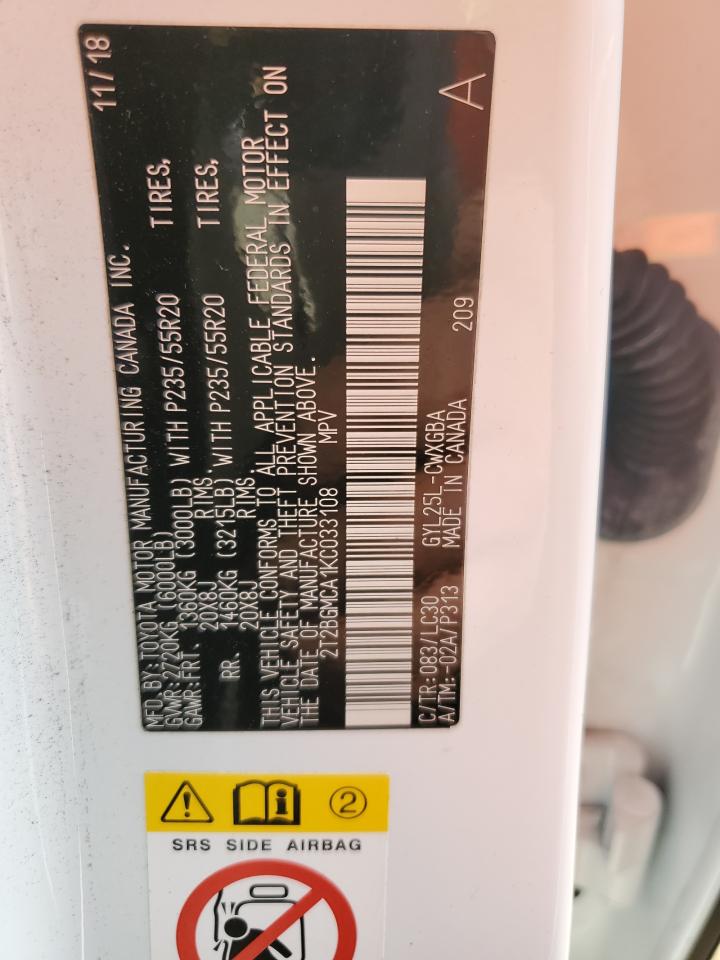 MFD. BY:TOYOTA MOTOR MANUFACTURING CANADA INC. 11/18
GVWR:2720KG (6000LB)
GAWR:FRT. 1360KG (3000LB) WITH P235/55R20 TIRES,
20X8J RIMS.
RR. 1460KG (3215LB) WITH P235/55R20 TIRES,
20X8J RIMS
THIS VEHICLE CONFORMS TO ALL APPLICABLE FEDERAL MOTOR
VEHICLE SAFETY AND THEFT PREVENTION STANDARDS IN EFFECT ON
THE DATE OF MANUFACTURE SHOWN ABOVE.
2T2BGMCA1KC033108 MPV
C/TR:083/LC30 GYL25L-CWXGBA
A/TM:-02A/P313 MADE IN CANADA 209 A
2
SRS SIDE AIRBAG